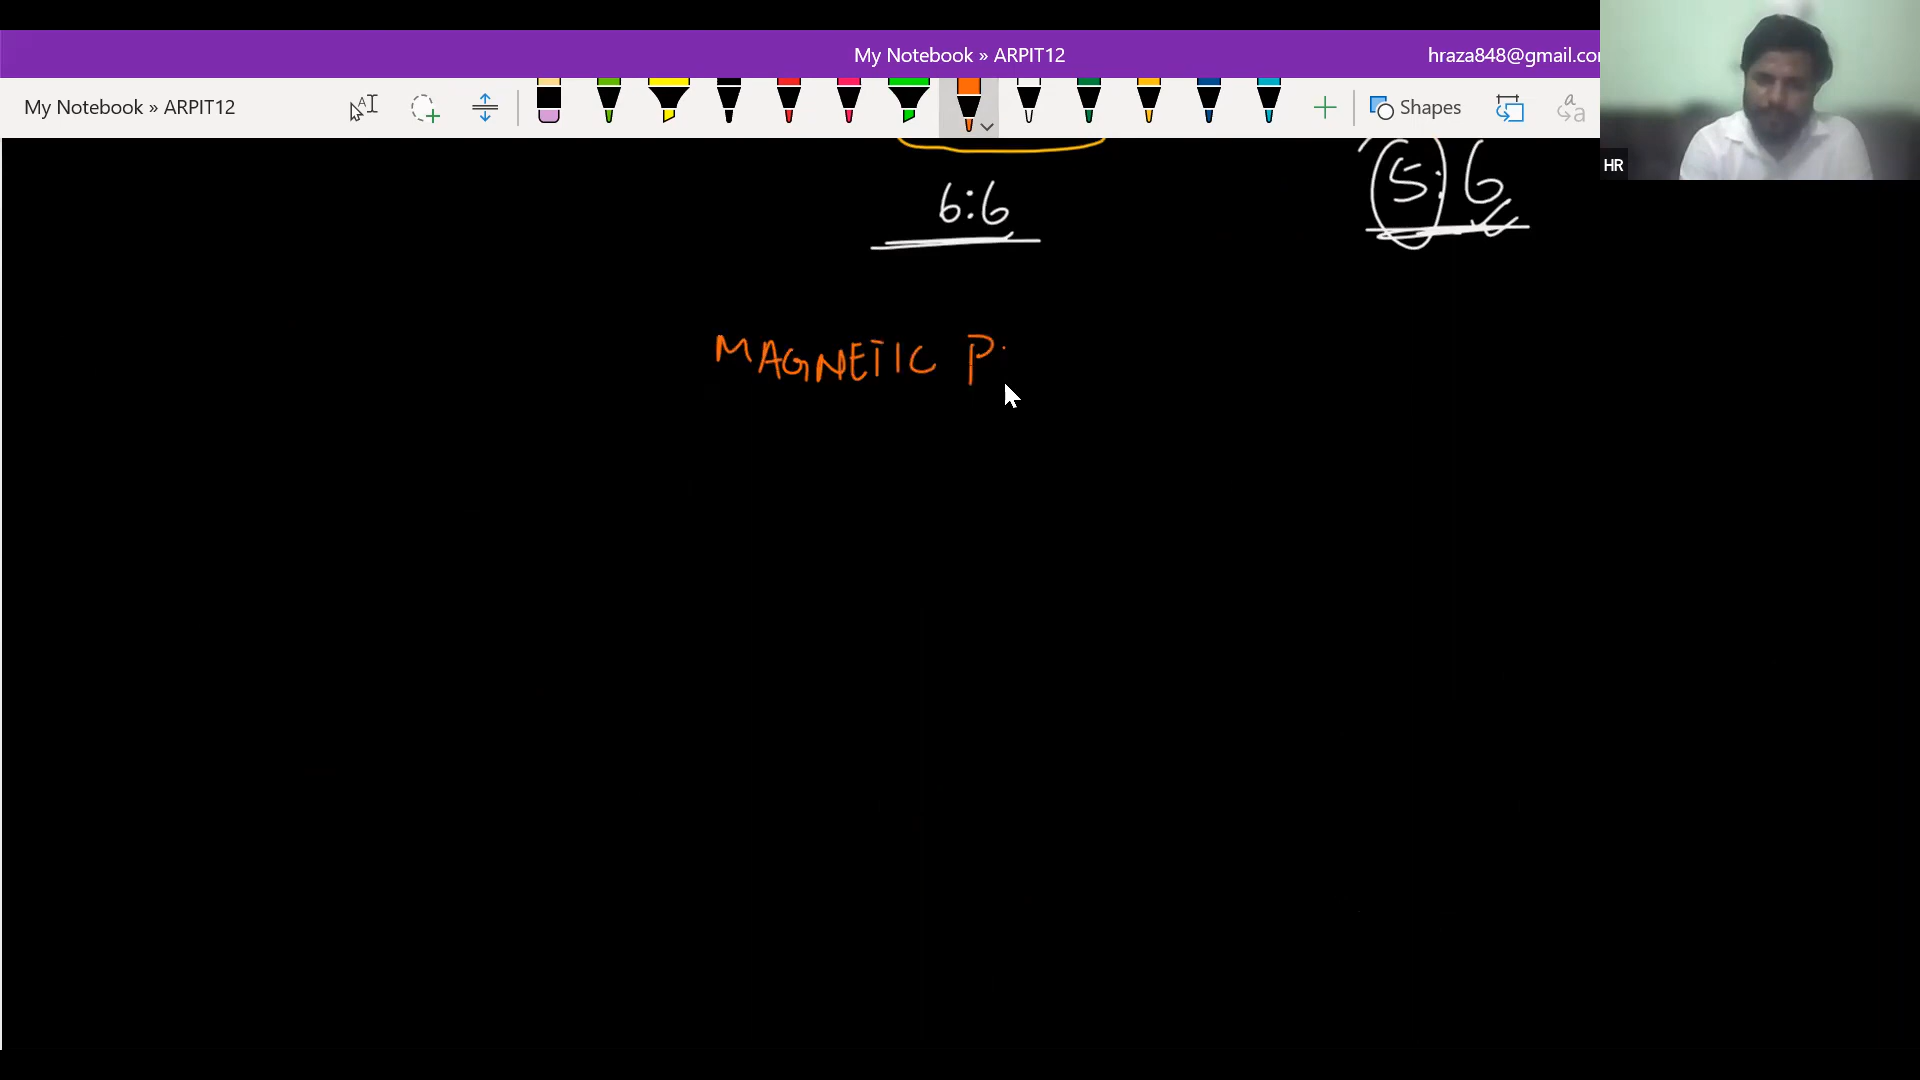 My Notebook » ARPIT12
hraza848@gmail.co
My Notebook » ARPIT12
Shapes
HR
6:6
5:6
MAGNETIC P